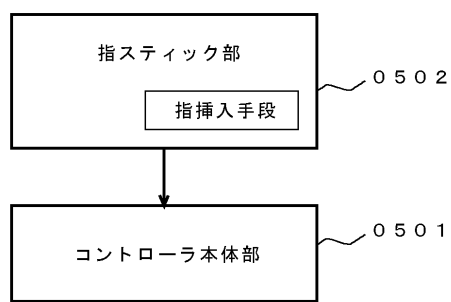 指スティック部
指挿入手段
０５０２
コントローラ本体部
０５０１